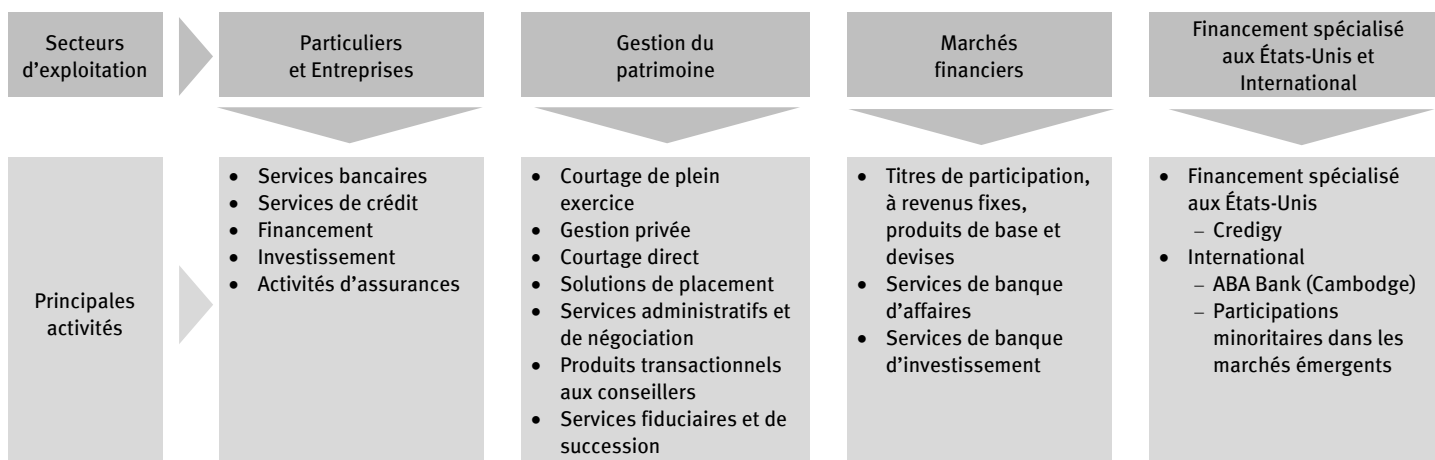 Secteurs
d'exploitation
Particuliers
et Entreprises
Gestion du
patrimoine
Marchés
financiers
Financement spécialisé
aux États-Unis et
International
Principales
activités
• Services bancaires
• Services de crédit
• Financement
• Investissement
• Activités d'assurances
• Courtage de plein
exercice
• Gestion privée
• Courtage direct
• Solutions de placement
• Services administratifs et
de négociation
• Produits transactionnels
aux conseillers
• Services fiduciaires et de
succession
• Titres de participation,
à revenus fixes,
produits de base et
devises
• Services de banque
d'affaires
• Services de banque
d'investissement
• Financement spécialisé
aux États-Unis
– Credigy
• International
– ABA Bank (Cambodge)
– Participations
minoritaires dans les
marchés émergents